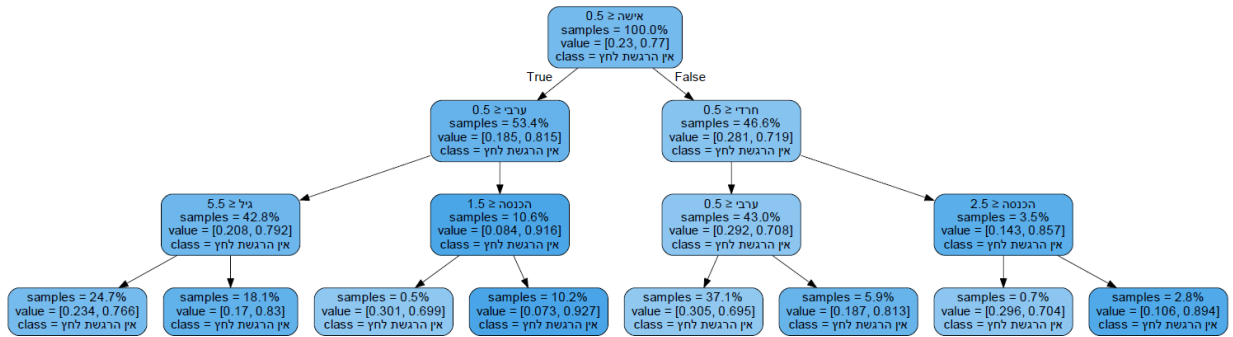 אישה ≤ 0.5
samples = 100.0%
value = [0.23, 0.77]
class = אין הרגשת לחץ
True
False
ערבי ≤ 0.5
samples = 53.4%
value = [0.185, 0.815]
class = אין הרגשת לחץ
חרדי ≤ 0.5
samples = 46.6%
value = [0.281, 0.719]
class = אין הרגשת לחץ
גיל ≤ 5.5
samples = 42.8%
value = [0.208, 0.792]
class = אין הרגשת לחץ
הכנסה ≤ 1.5
samples = 10.6%
value = [0.084, 0.916]
class = אין הרגשת לחץ
ערבי ≤ 0.5
samples = 43.0%
value = [0.292, 0.708]
class = אין הרגשת לחץ
הכנסה ≤ 2.5
samples = 3.5%
value = [0.143, 0.857]
class = אין הרגשת לחץ
samples = 24.7%
value = [0.234, 0.766]
class = אין הרגשת לחץ
samples = 18.1%
value = [0.17, 0.83]
class = אין הרגשת לחץ
samples = 0.5%
value = [0.301, 0.699]
class = אין הרגשת לחץ
samples = 10.2%
value = [0.073, 0.927]
class = אין הרגשת לחץ
samples = 37.1%
value = [0.305, 0.695]
class = אין הרגשת לחץ
samples = 5.9%
value = [0.187, 0.813]
class = אין הרגשת לחץ
samples = 0.7%
value = [0.296, 0.704]
class = אין הרגשת לחץ
samples = 2.8%
value = [0.106, 0.894]
class = אין הרגשת לחץ